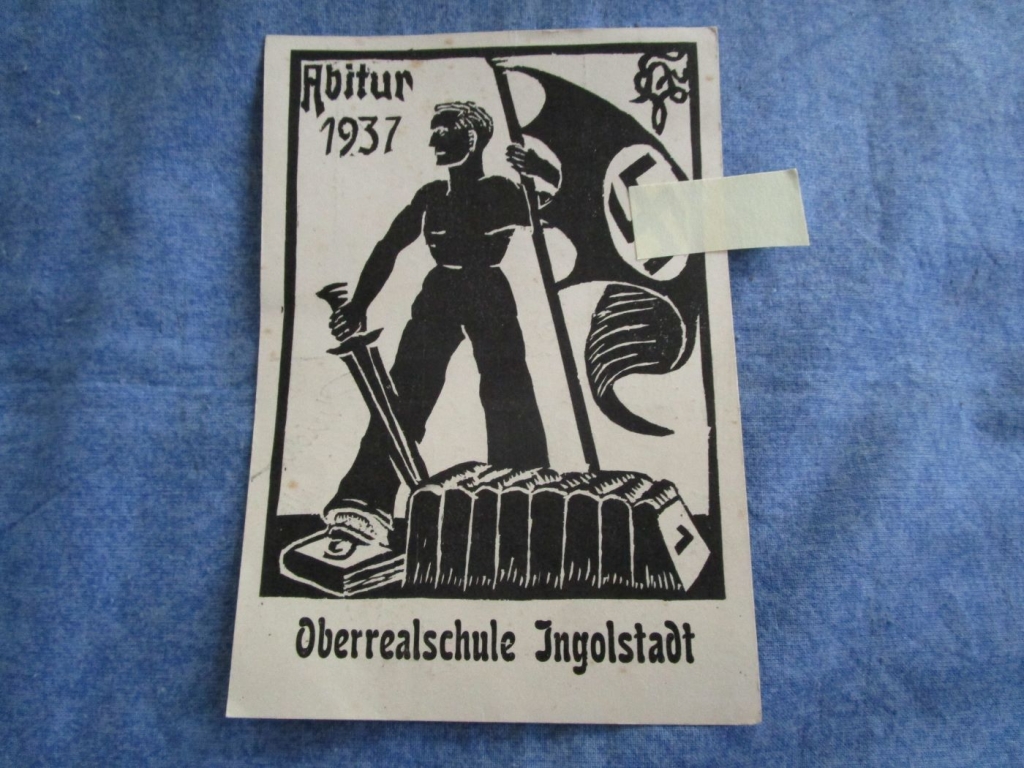 Abitur
1937
Oberrealschule Ingolstadt